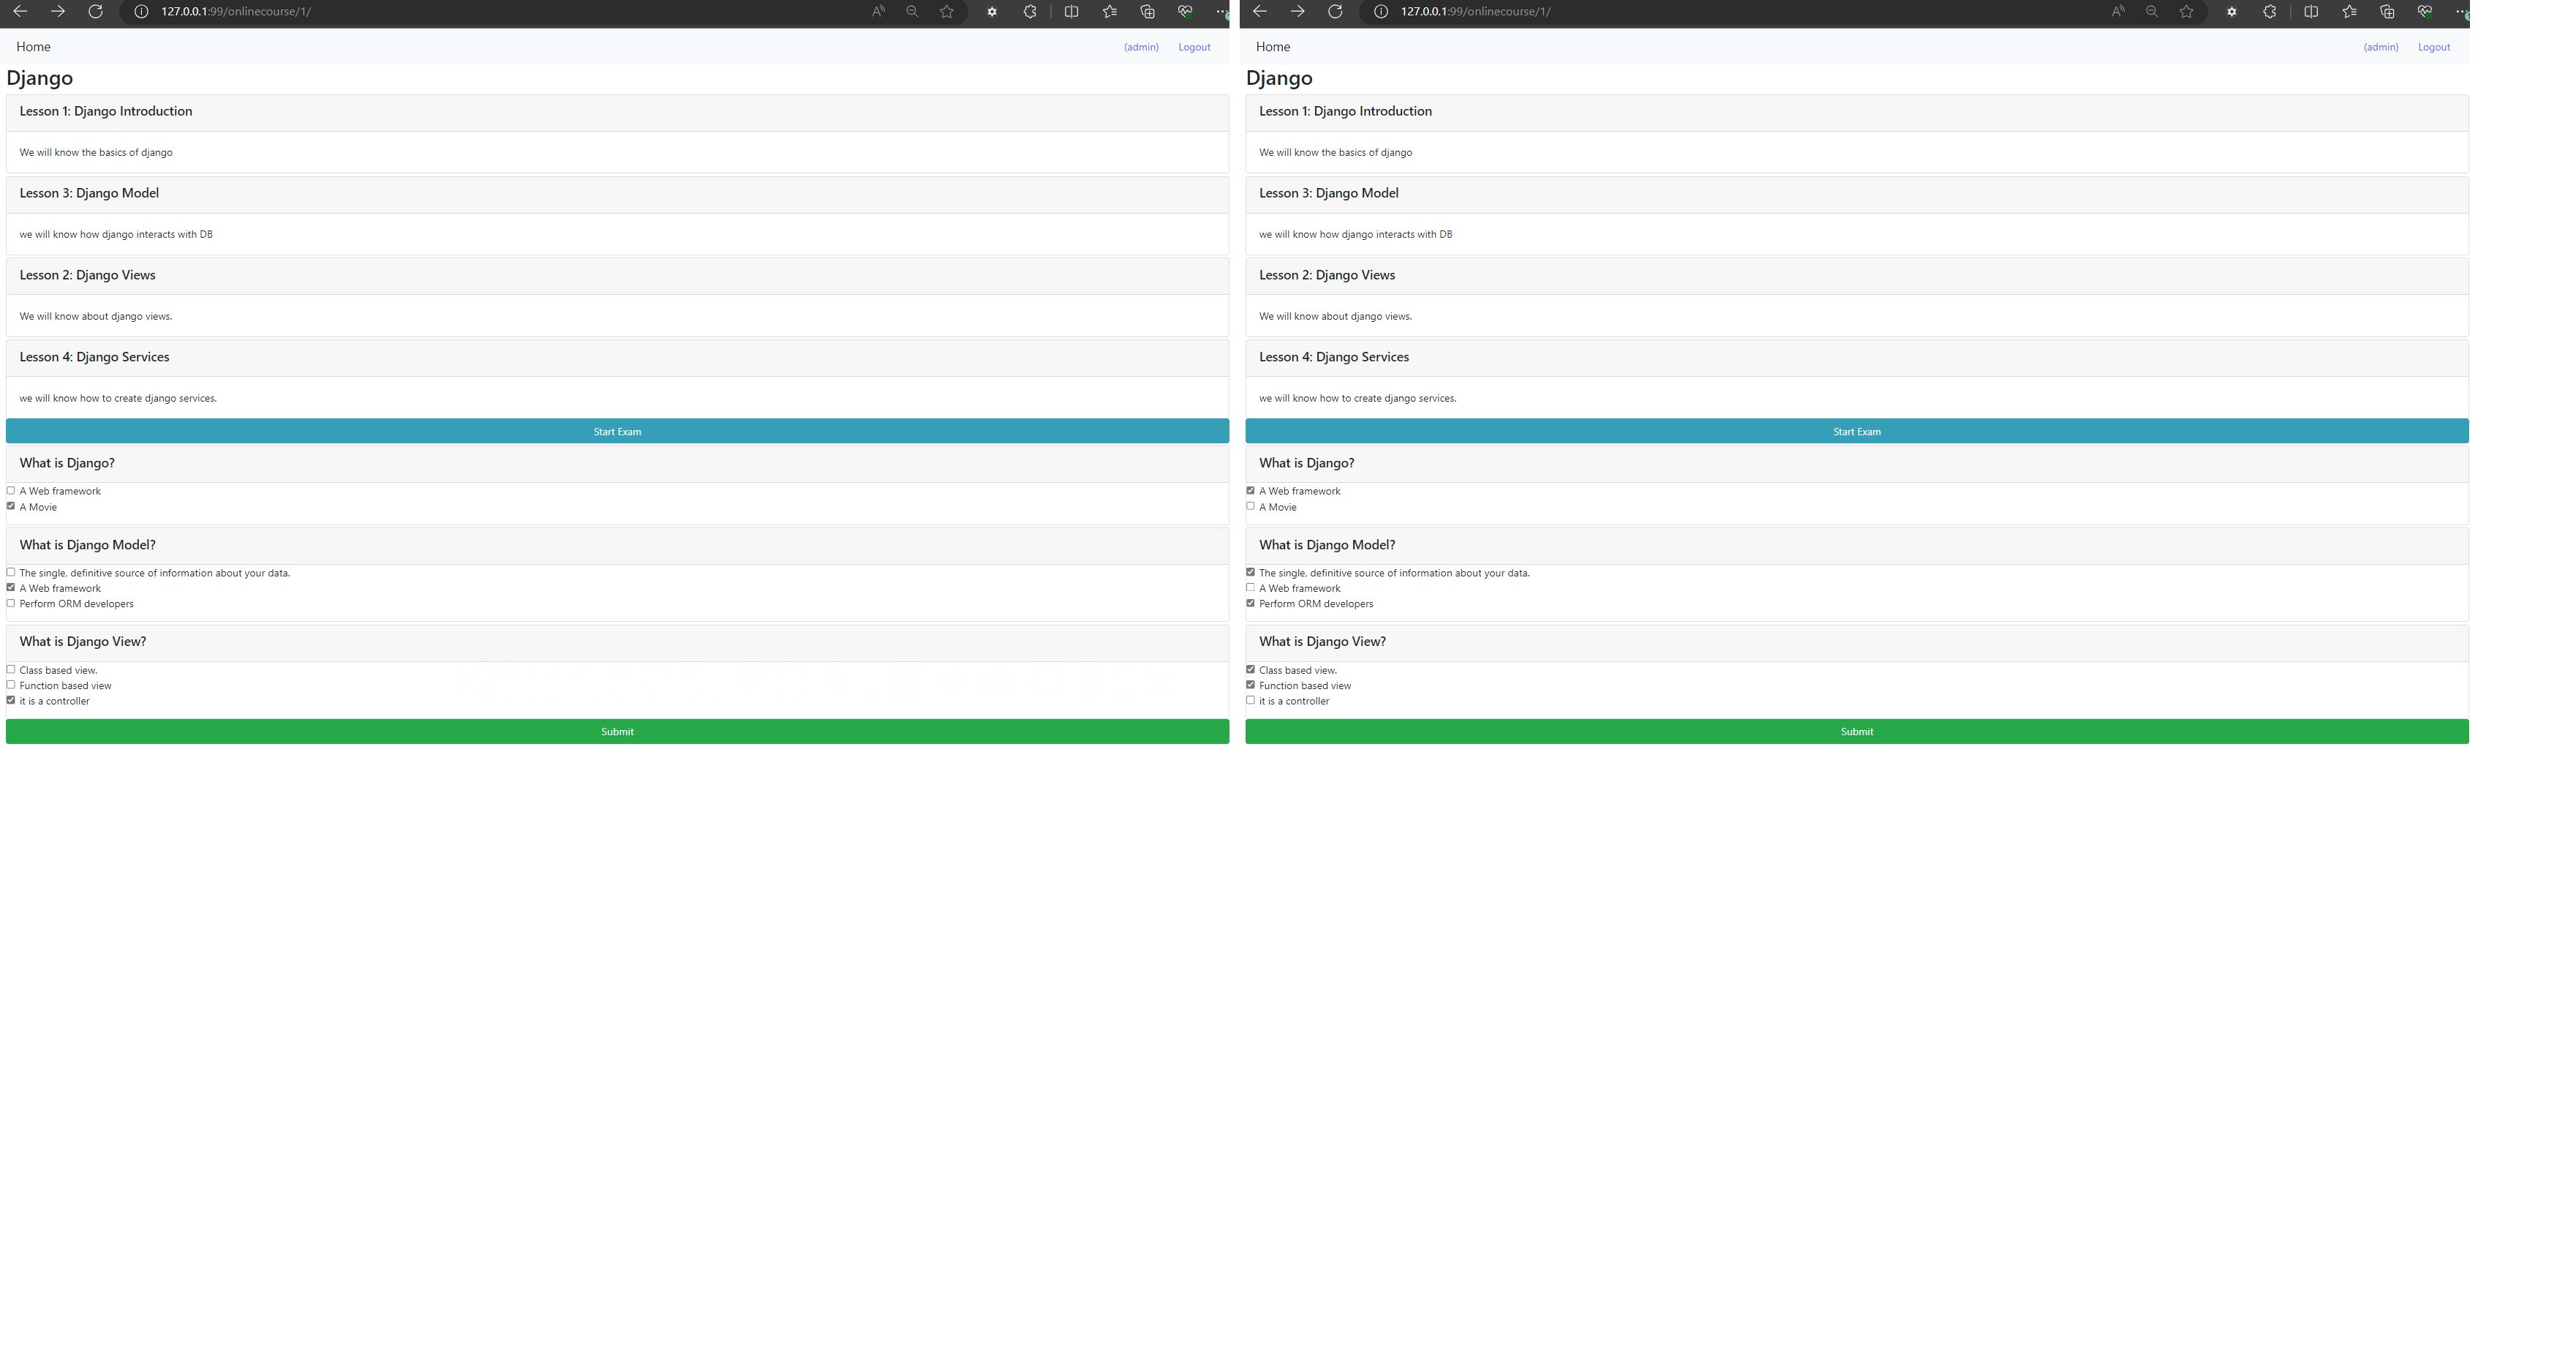 127.0.0.1:99/onlinecourse/1/
Home
(admin)
Logout
Django
Lesson 1: Django Introduction
We will know the basics of django
Lesson 3: Django Model
we will know how django interacts with DB
Lesson 2: Django Views
We will know about django views.
Lesson 4: Django Services
we will know how to create django services.
Start Exam
What is Django?
A Web framework
A Movie
What is Django Model?
The single, definitive source of information about your data.
A Web framework
Perform ORM developers
What is Django View?
Class based view.
Function based view
it is a controller
Submit
127.0.0.1:99/onlinecourse/1/
Home
(admin)
Logout
Django
Lesson 1: Django Introduction
We will know the basics of django
Lesson 3: Django Model
we will know how django interacts with DB
Lesson 2: Django Views
We will know about django views.
Lesson 4: Django Services
we will know how to create django services.
Start Exam
What is Django?
A Web framework
A Movie
What is Django Model?
The single, definitive source of information about your data.
A Web framework
Perform ORM developers
What is Django View?
Class based view.
Function based view
it is a controller
Submit